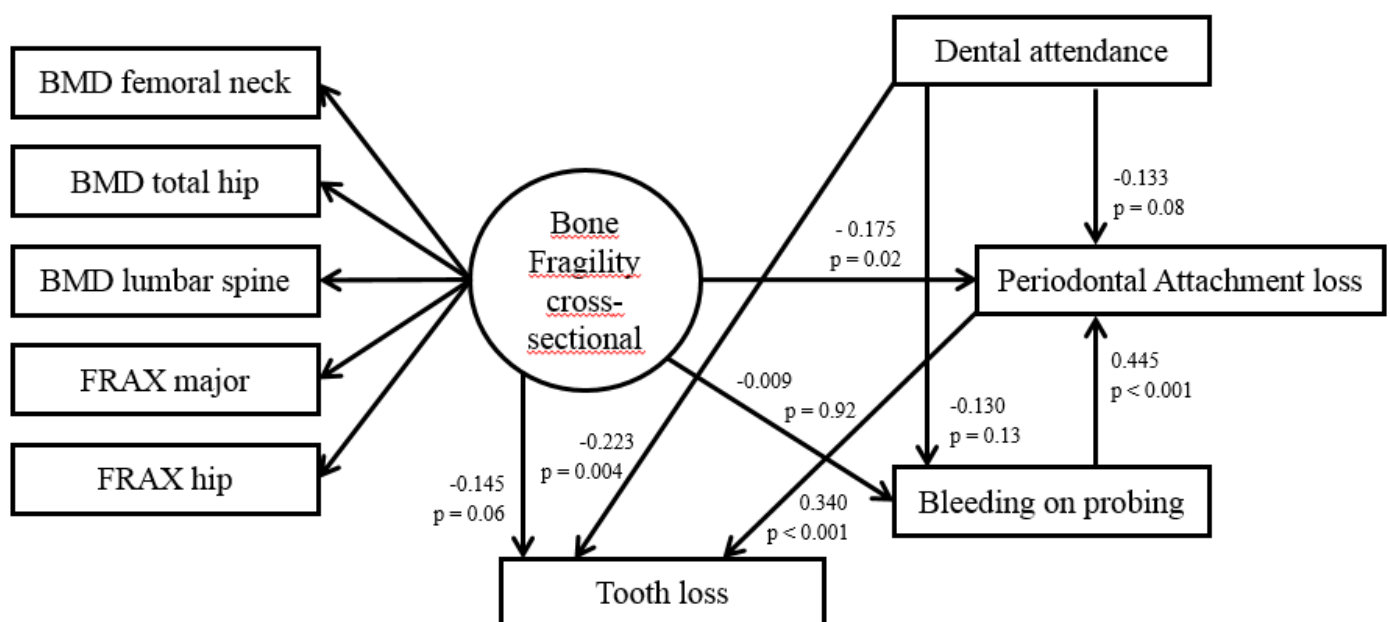 BMD femoral neck
BMD total hip
BMD lumbar spine
FRAX major
FRAX hip
Bone
Fragility
cross-
sectional
Dental attendance
-0.133
p = 0.08
- 0.175
p = 0.02
Periodontal Attachment loss
0.445
p < 0.001
-0.009
p = 0.92
-0.130
p = 0.13
-0.223
p = 0.004
-0.145
p = 0.06
0.340
p < 0.001
Bleeding on probing
Tooth loss